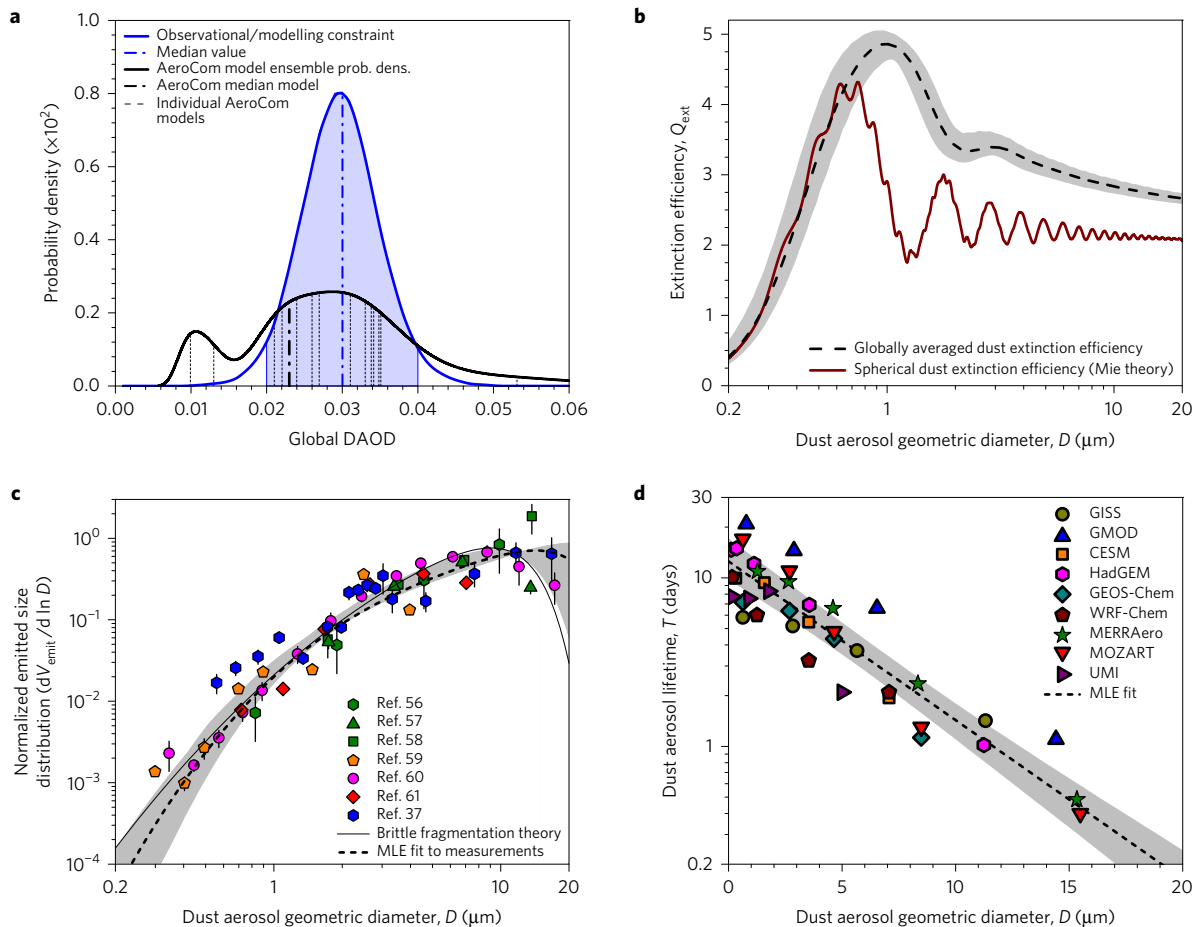 a
1.0
0.8
0.6
0.4
0.2
0.0
Probability density (×10²)
Observational/modelling constraint
Median value
AeroCom model ensemble prob. dens.
AeroCom median model
Individual AeroCom
models
0.00 0.01 0.02 0.03 0.04 0.05 0.06
Global DAOD
b
5
4
3
2
1
0
Extinction efficiency, Qext
Globally averaged dust extinction efficiency
Spherical dust extinction efficiency (Mie theory)
0.2 1 10 20
Dust aerosol geometric diameter, D (μm)
c
10⁰
10⁻¹
10⁻²
10⁻³
10⁻⁴
Normalized emitted size
distribution (dVemit/d ln D)
Ref. 56
Ref. 57
Ref. 58
Ref. 59
Ref. 60
Ref. 61
Ref. 37
Brittle fragmentation theory
MLE fit to measurements
0.2 1 10 20
Dust aerosol geometric diameter, D (μm)
d
30
10
1
0.2
Dust aerosol lifetime, T (days)
GISS
GMOD
CESM
HadGEM
GEOS-Chem
WRF-Chem
MERRAero
MOZART
UMI
MLE fit
0 5 10 15 20
Dust aerosol geometric diameter, D (μm)